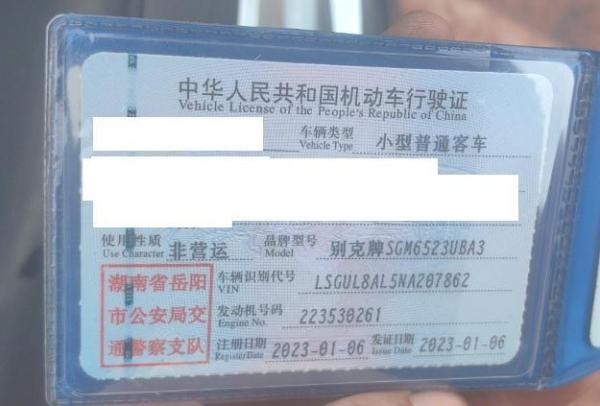 中华人民共和国机动车行驶证
Vehicle License of the People's Republic of China
车辆类型 小型普通客车
Vehicle Type
使用性质 非营运 品牌型号 别克牌SGM6523UBA3
Use Character Model
湖南省岳阳 车辆识别代号 LSGUL8AL5NA207862
VIN
市公安局交 发动机号码 223530261
Engine No.
通警察支队 注册日期 2023-01-06 发证日期 2023-01-06
Register Date Issue Date